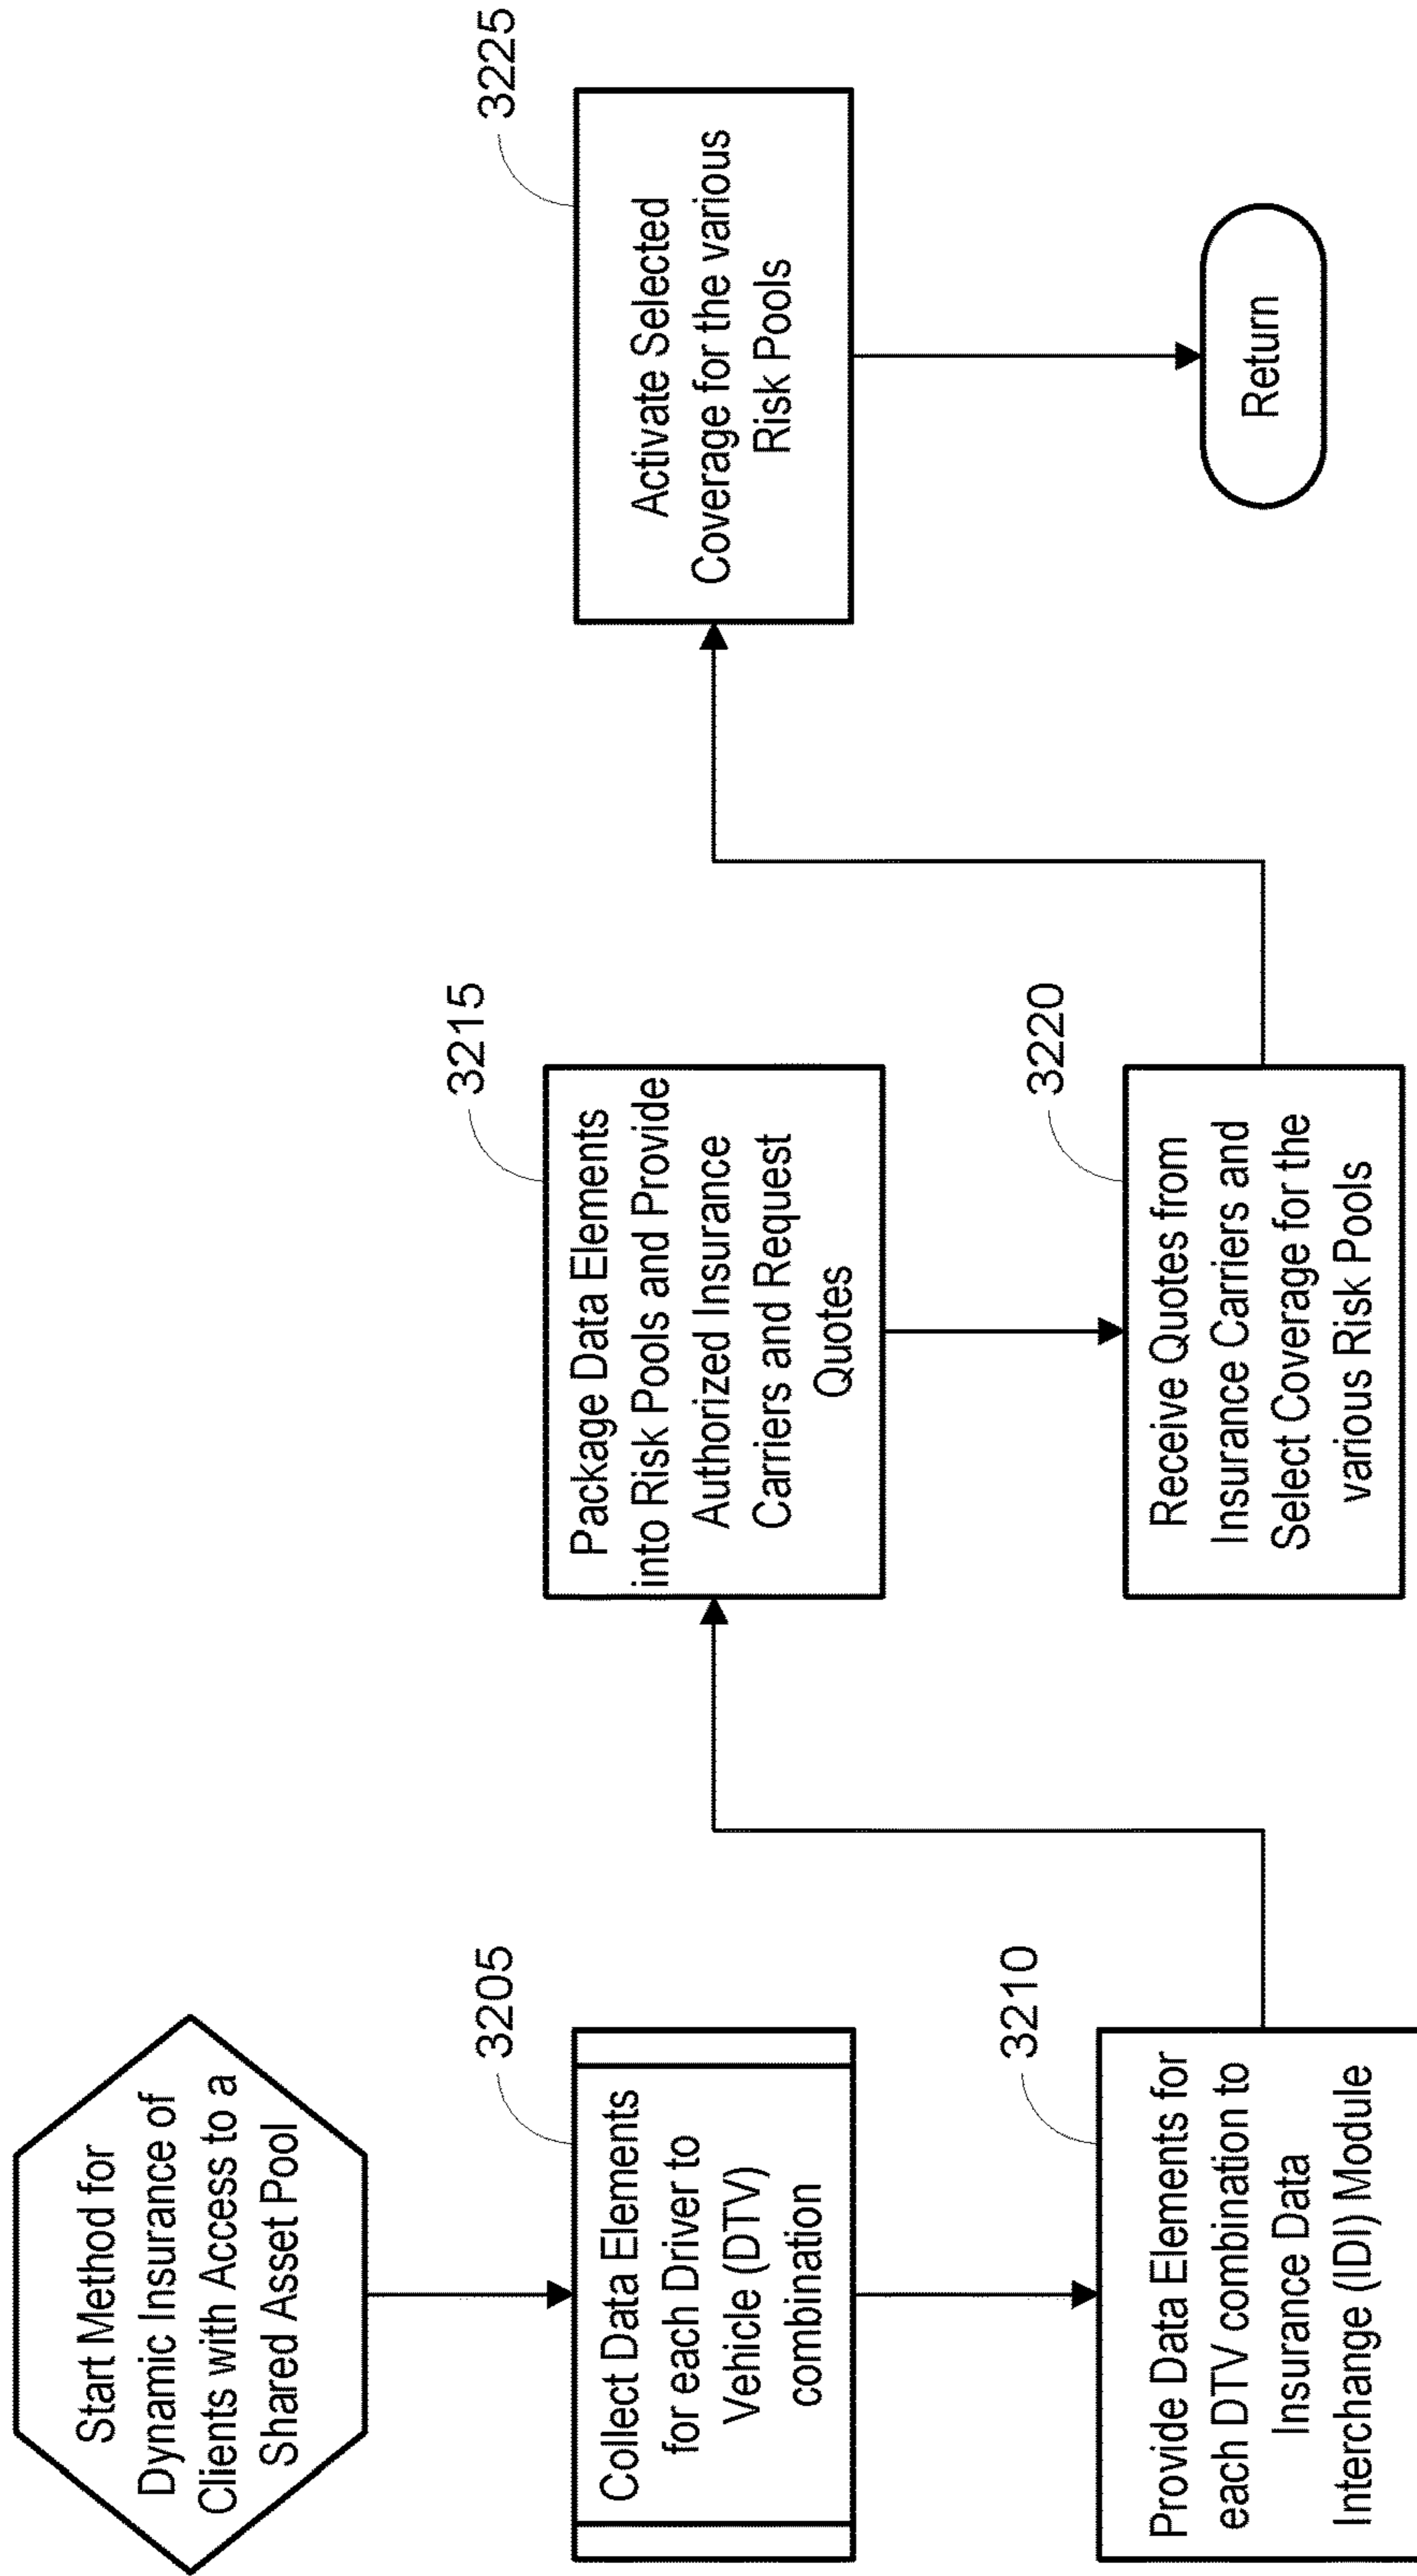 Start Method for
Dynamic Insurance of
Clients with Access to a
Shared Asset Pool
3205
Collect Data Elements
for each Driver to
Vehicle (DTV)
combination
3210
Provide Data Elements for
each DTV combination to
Insurance Data
Interchange (IDI) Module
3215
Package Data Elements
into Risk Pools and Provide
Authorized Insurance
Carriers and Request
Quotes
3220
Receive Quotes from
Insurance Carriers and
Select Coverage for the
various Risk Pools
3225
Activate Selected
Coverage for the various
Risk Pools
Return